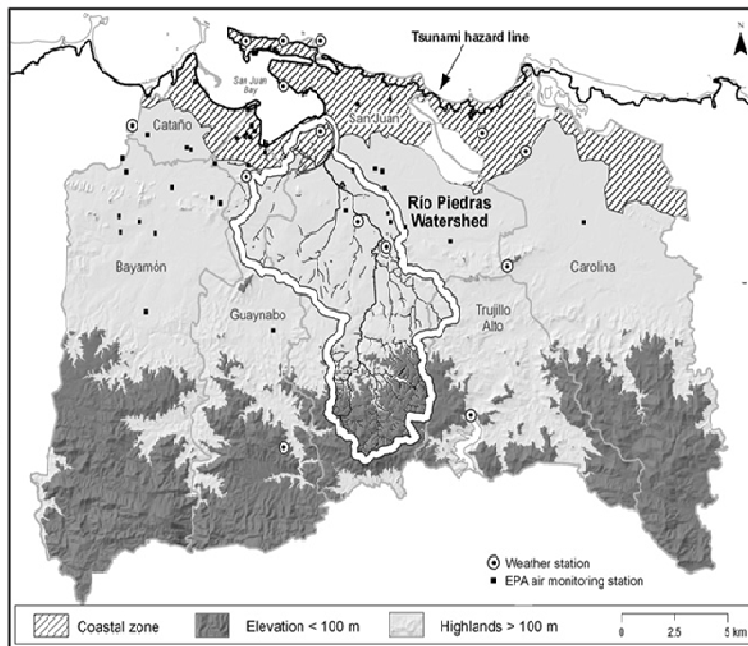 Tsunami hazard line
N
San Juan
Bay
San Juan
Cataño
Río Piedras
Watershed
Bayamón
Carolina
Guaynabo
Trujillo
Alto
Weather station
EPA air monitoring station
Coastal zone
Elevation < 100 m
Highlands > 100 m
0 2.5 5 km